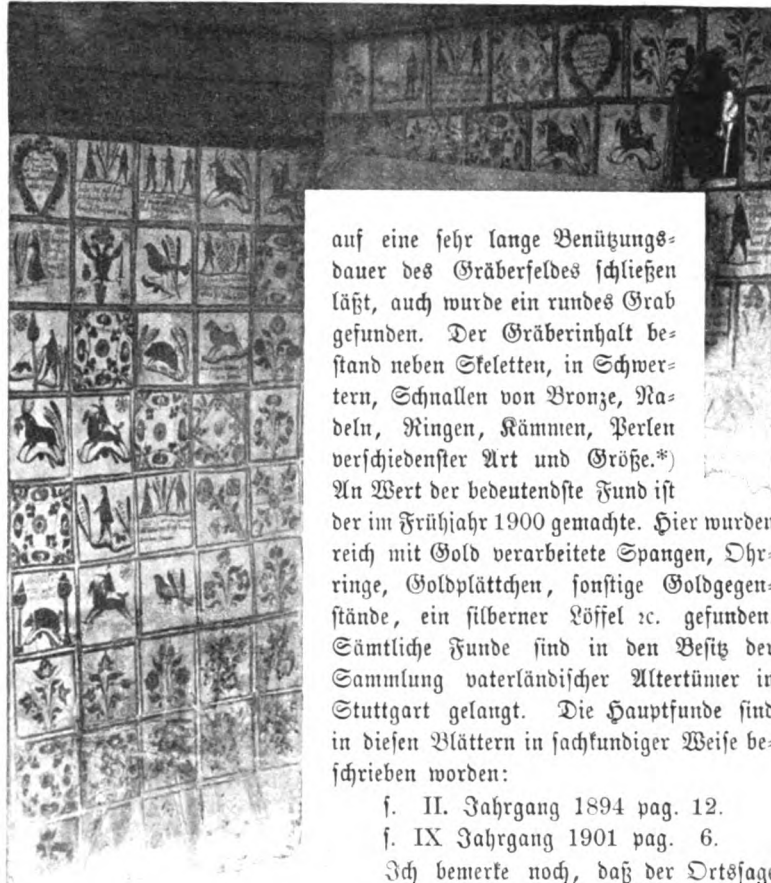 auf eine sehr lange Benützungs-
dauer des Gräberfeldes schließen
läßt, auch wurde ein rundes Grab
gefunden. Der Gräberinhalt be-
stand neben Skeletten, in Schwer-
tern, Schnallen von Bronze, Na-
deln, Ringen, Kämmen, Perlen
verschiedenster Art und Größe.*)
An Wert der bedeutendste Fund ist
der im Frühjahr 1900 gemachte. Hier wurden
reich mit Gold verarbeitete Spangen, Ohr-
ringe, Goldplättchen, sonstige Goldgegen-
stände, ein silberner Löffel ꝛc. gefunden
Sämtliche Funde sind in den Besitz der
Sammlung vaterländischer Altertümer in
Stuttgart gelangt. Die Hauptfunde sind
in diesen Blättern in sachkundiger Weise be-
schrieben worden:
s. II. Jahrgang 1894 pag. 12.
s. IX Jahrgang 1901 pag. 6.
Ich bemerke noch, daß der Ortssage